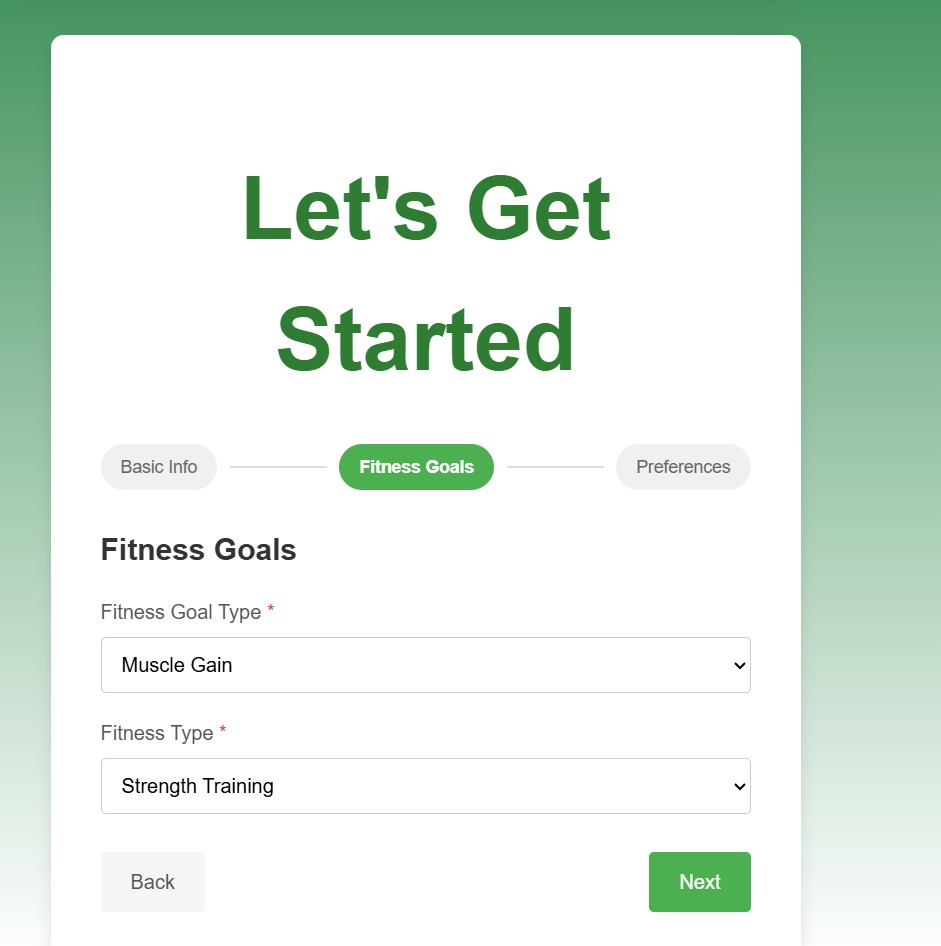 Let's Get
Started
Basic Info
Fitness Goals
Preferences
Fitness Goals
Fitness Goal Type *
Muscle Gain
Fitness Type *
Strength Training
Back
Next